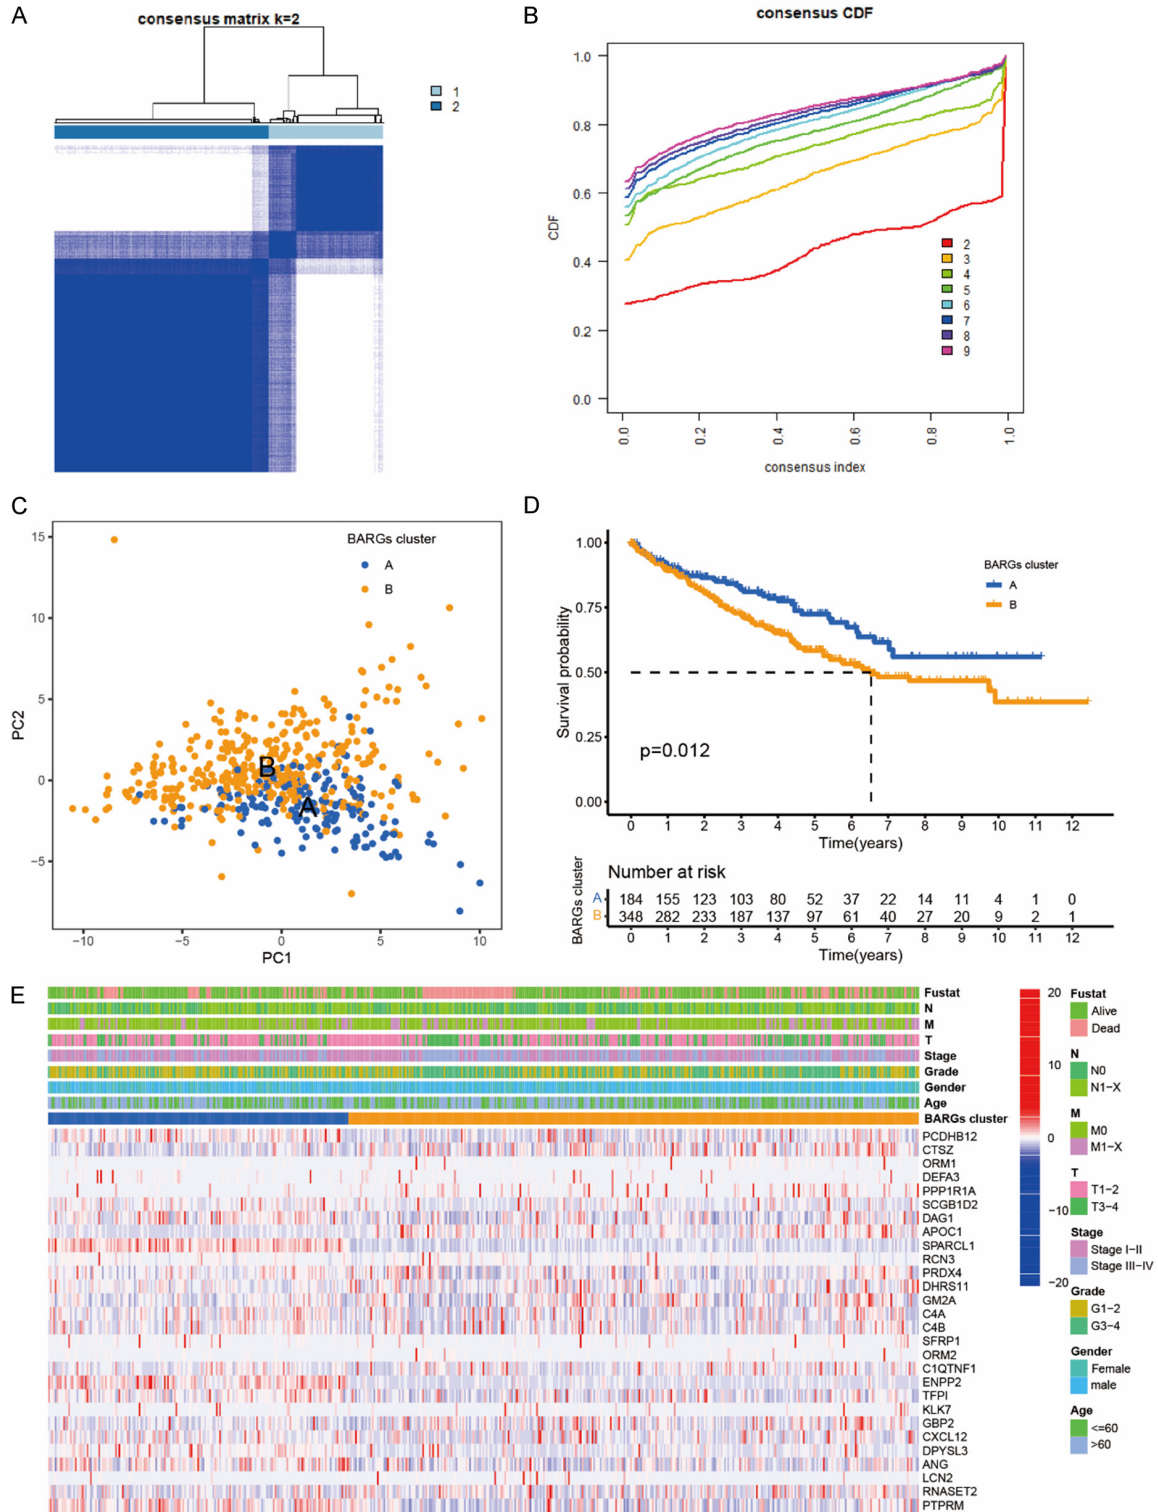 A
consensus matrix k=2
1
2
B
consensus CDF
1.0
0.8
0.6
0.4
0.2
0.0
CDF
2
3
4
5
6
7
8
9
0.0 0.2 0.4 0.6 0.8 1.0
consensus index
C
BARGs cluster
A
B
15
10
5
0
−5
PC2
B
A
−10 −5 0 5 10
PC1
D
1.00
0.75
0.50
0.25
0.00
Survival probability
BARGs cluster
A
B
p=0.012
0 1 2 3 4 5 6 7 8 9 10 11 12
Time(years)
Number at risk
BARGs cluster
A 184 155 123 103 80 52 37 22 14 11 4 1 0
B 348 282 233 187 137 97 61 40 27 20 9 2 1
0 1 2 3 4 5 6 7 8 9 10 11 12
Time(years)
E
Fustat
N
M
T
Stage
Grade
Gender
Age
BARGs cluster
PCDHB12
CTSZ
ORM1
DEFA3
PPP1R1A
SCGB1D2
DAG1
APOC1
SPARCL1
RCN3
PRDX4
DHRS11
GM2A
C4A
C4B
SFRP1
ORM2
C1QTNF1
ENPP2
TFPI
KLK7
GBP2
CXCL12
DPYSL3
ANG
LCN2
RNASET2
PTPRM
20
10
0
−10
−20
Fustat
Alive
Dead
N
N0
N1−X
M
M0
M1−X
T
T1−2
T3−4
Stage
Stage I−II
Stage III−IV
Grade
G1−2
G3−4
Gender
Female
male
Age
<=60
>60